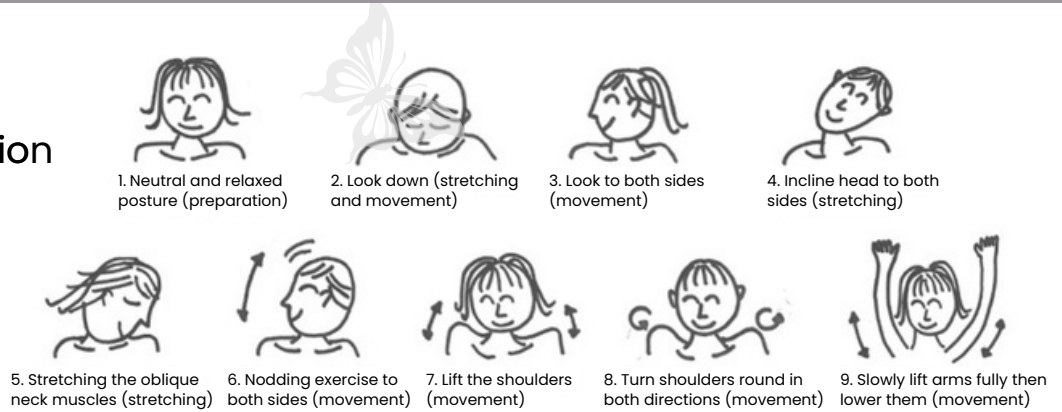 ion
1. Neutral and relaxed
posture (preparation)
2. Look down (stretching
and movement)
3. Look to both sides
(movement)
4. Incline head to both
sides (stretching)
5. Stretching the oblique
neck muscles (stretching)
6. Nodding exercise to
both sides (movement)
7. Lift the shoulders
(movement)
8. Turn shoulders round in
both directions (movement)
9. Slowly lift arms fully then
lower them (movement)